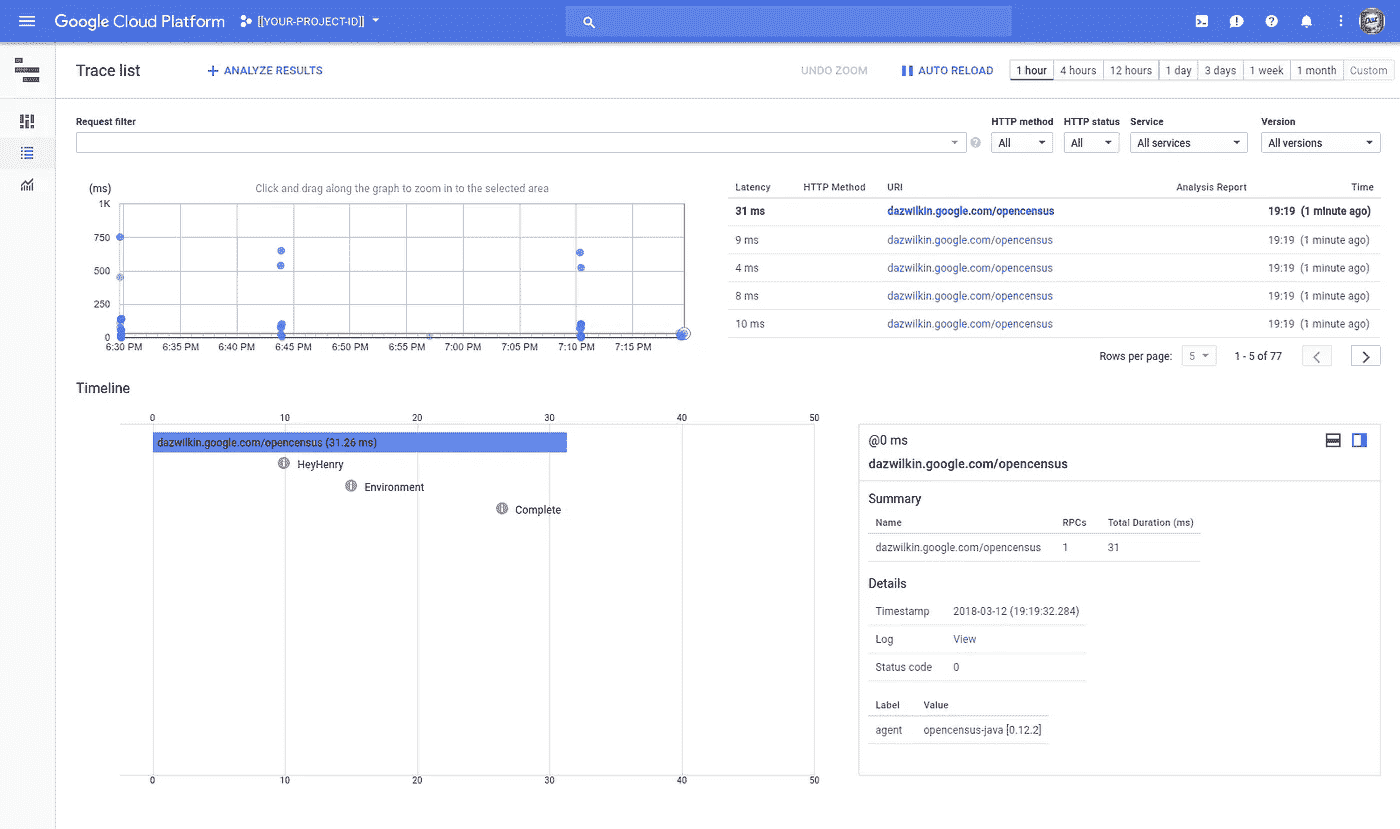 Google Cloud Platform [[YOUR-PROJECT-ID]]
Trace list + ANALYZE RESULTS UNDO ZOOM AUTO RELOAD 1 hour 4 hours 12 hours 1 day 3 days 1 week 1 month Custom
Request filter HTTP method HTTP status Service Version
All All All services All versions
(ms) Click and drag along the graph to zoom in to the selected area
1K
750
500
250
0
6:30 PM 6:35 PM 6:40 PM 6:45 PM 6:50 PM 6:55 PM 7:00 PM 7:05 PM 7:10 PM 7:15 PM
Latency HTTP Method URI Analysis Report Time
31 ms dazwilkin.google.com/opencensus 19:19 (1 minute ago)
9 ms dazwilkin.google.com/opencensus 19:19 (1 minute ago)
4 ms dazwilkin.google.com/opencensus 19:19 (1 minute ago)
8 ms dazwilkin.google.com/opencensus 19:19 (1 minute ago)
10 ms dazwilkin.google.com/opencensus 19:19 (1 minute ago)
Rows per page: 5 1 - 5 of 77
Timeline
0 10 20 30 40 50
dazwilkin.google.com/opencensus (31.26 ms)
HeyHenry
Environment
Complete
0 10 20 30 40 50
@0 ms
dazwilkin.google.com/opencensus
Summary
Name RPCs Total Duration (ms)
dazwilkin.google.com/opencensus 1 31
Details
Timestamp 2018-03-12 (19:19:32.284)
Log View
Status code 0
Label Value
agent opencensus-java [0.12.2]